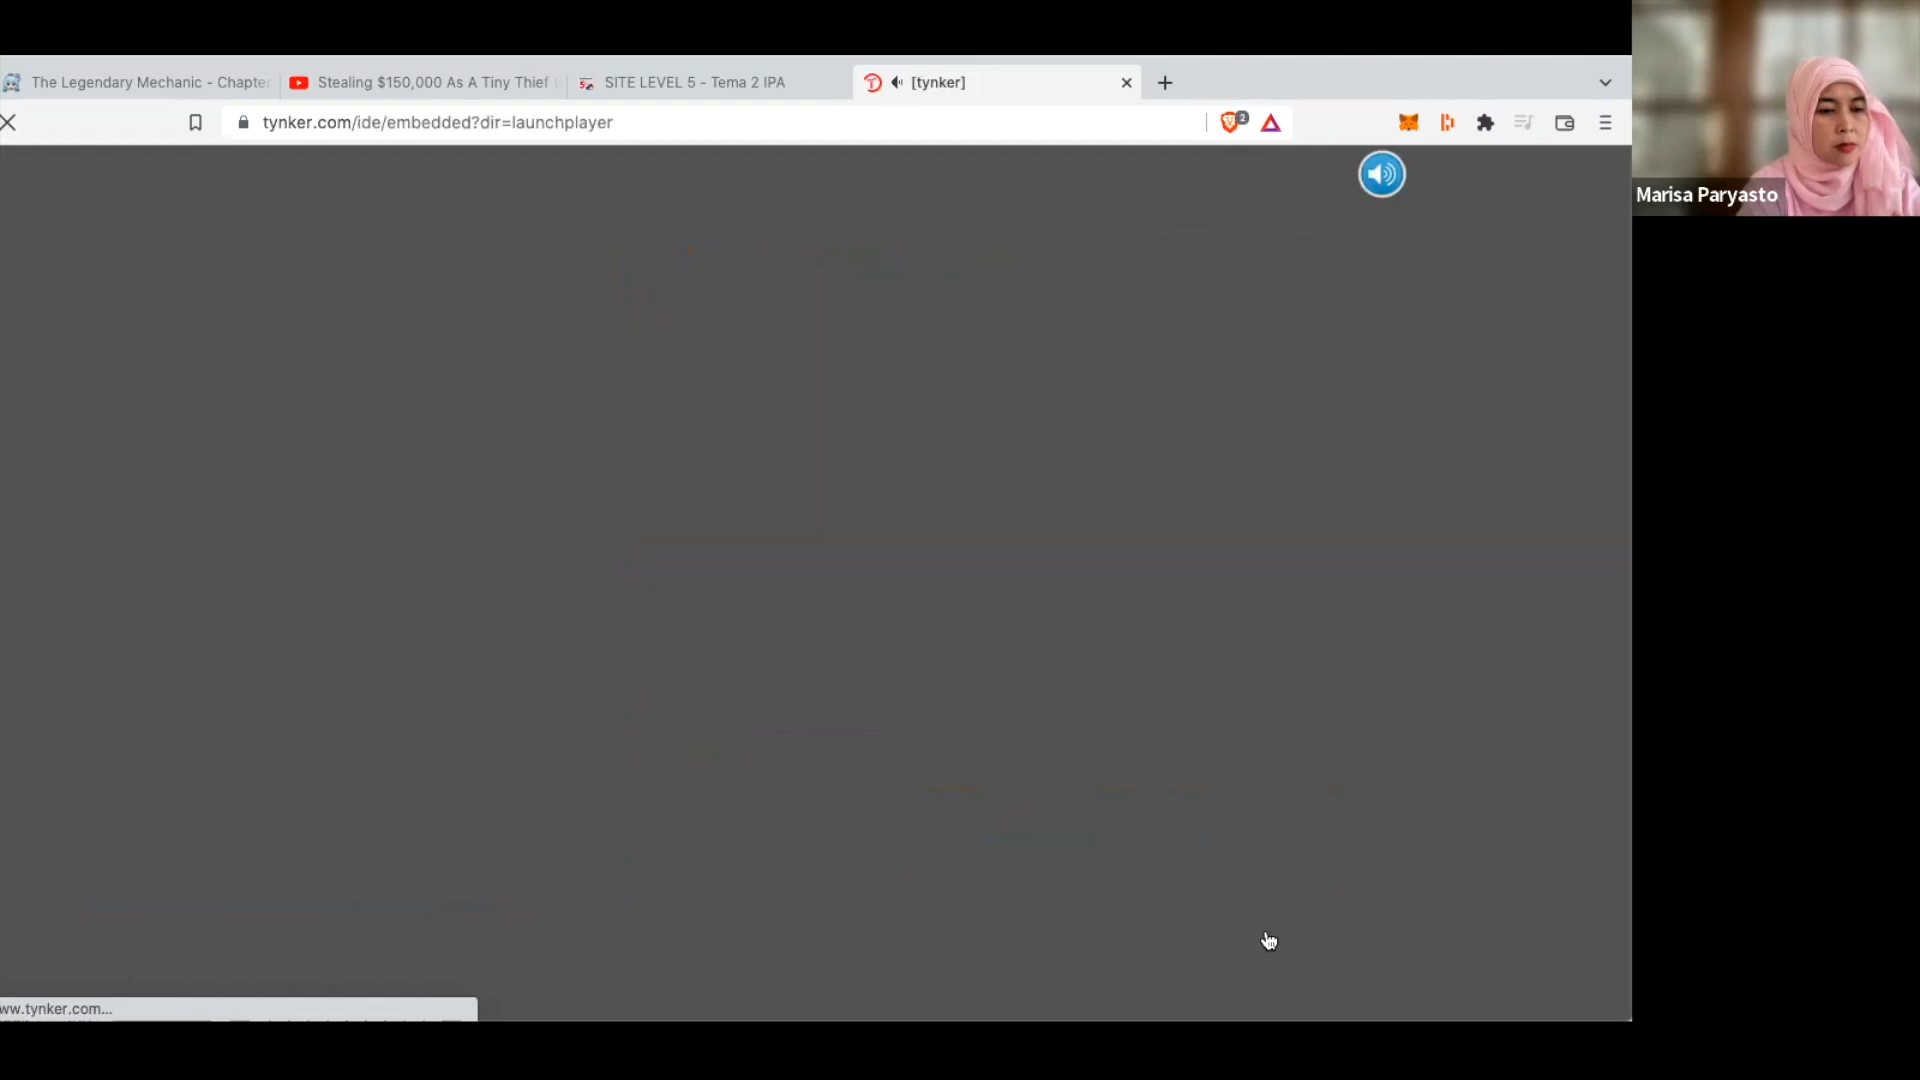 The Legendary Mechanic - Chapter
Stealing $150,000 As A Tiny Thief
SITE LEVEL 5 - Tema 2 IPA
[tynker]
tynker.com/ide/embedded?dir=launchplayer
2
Marisa Paryasto
ww.tynker.com...